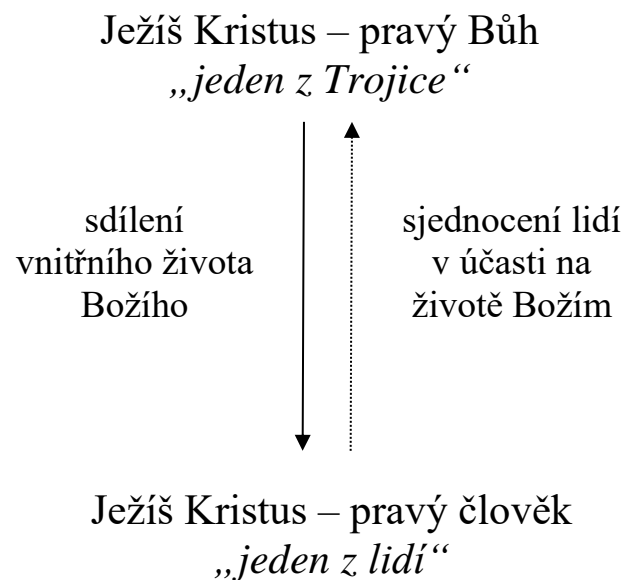 Ježíš Kristus – pravý Bůh
„jeden z Trojice“
sdílení
vnitřního života
Božího
sjednocení lidí
v účasti na
životě Božím
Ježíš Kristus – pravý člověk
„jeden z lidí“